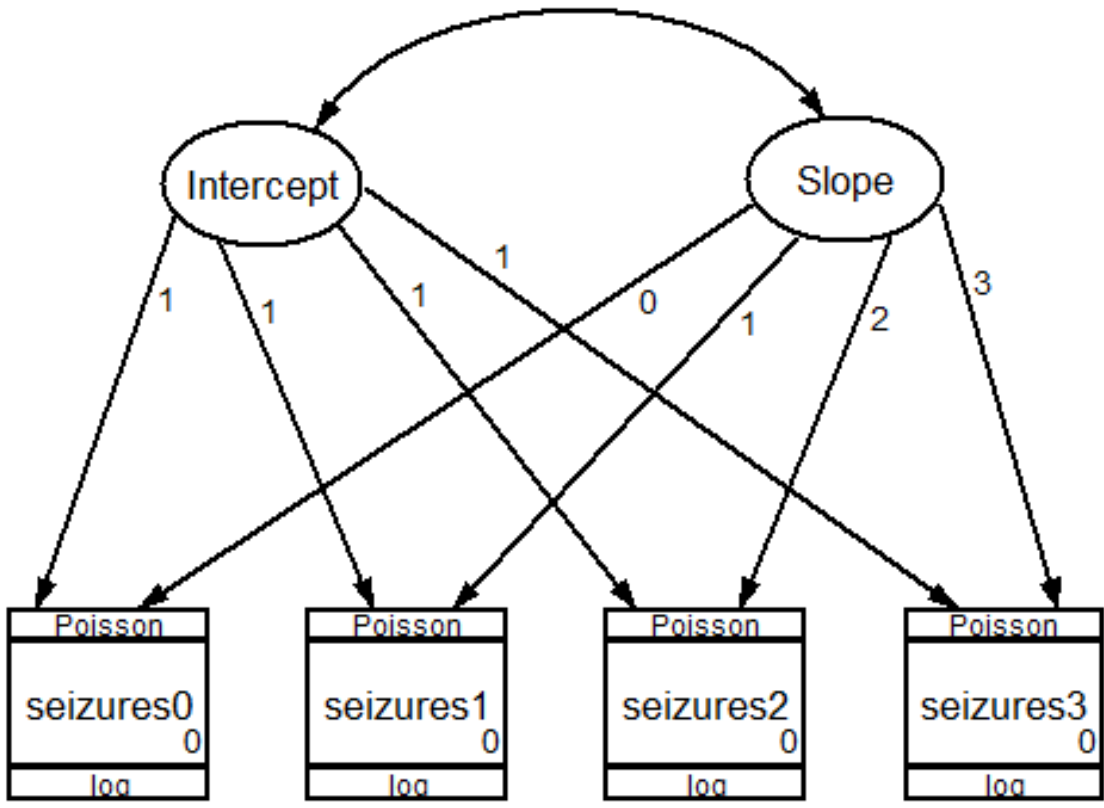 Intercept
Slope
1
1
1
1
0
1
2
3
Poisson
Poisson
Poisson
Poisson
seizures0
seizures1
seizures2
seizures3
0
0
0
0
log
log
log
log